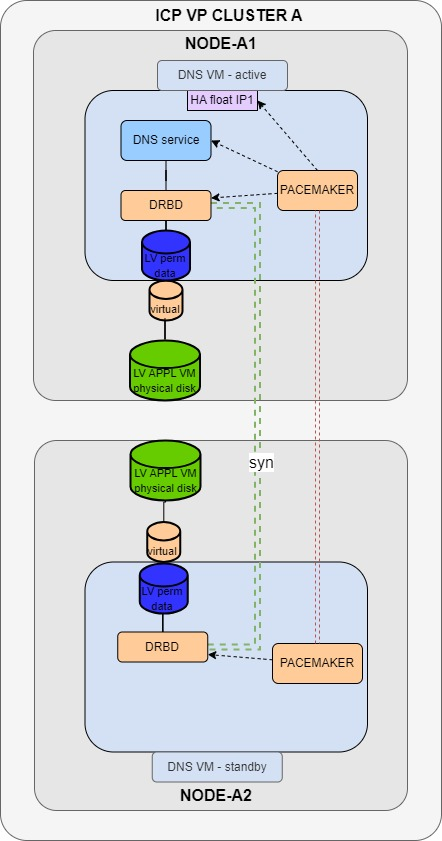 ICP VP CLUSTER A
NODE-A1
DNS VM - active
HA float IP1
DNS service
PACEMAKER
DRBD
LV perm
data
virtual
LV APPL VM
physical disk
syn
LV APPL VM
physical disk
virtual
LV perm
data
DRBD
PACEMAKER
DNS VM - standby
NODE-A2